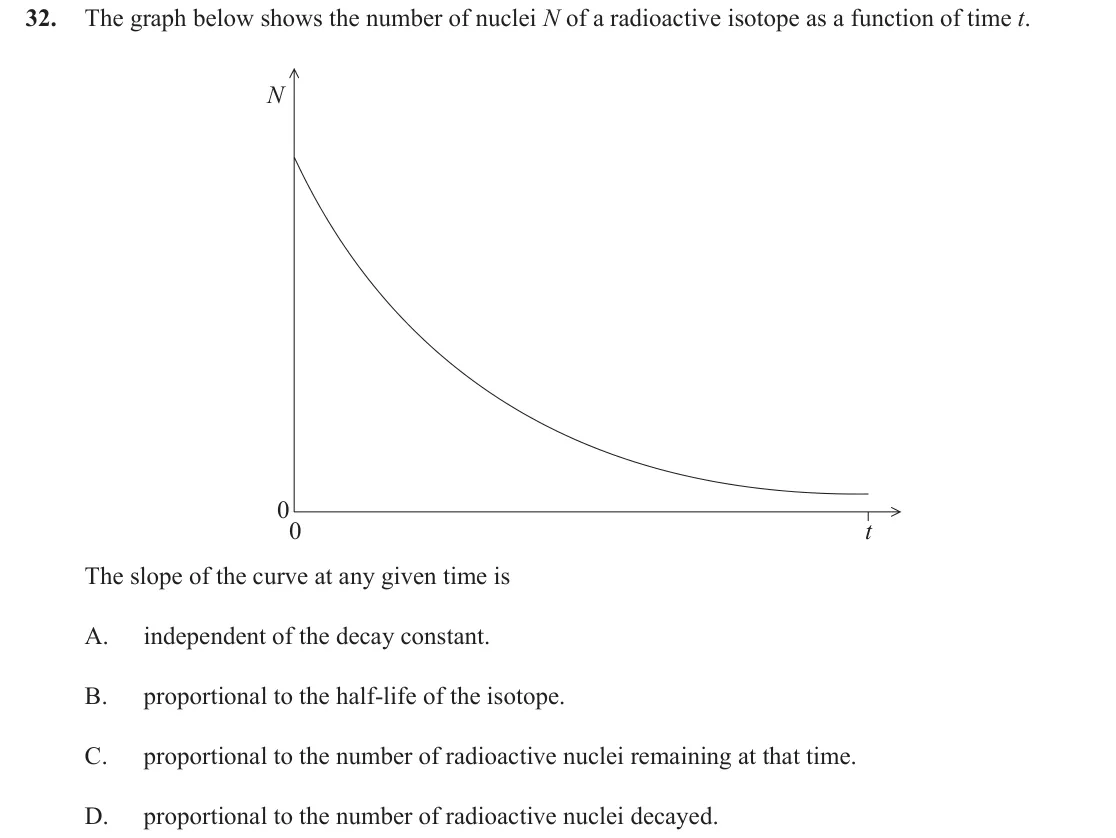 32. The graph below shows the number of nuclei N of a radioactive isotope as a function of time t.
N
0
0
t
The slope of the curve at any given time is
A. independent of the decay constant.
B. proportional to the half-life of the isotope.
C. proportional to the number of radioactive nuclei remaining at that time.
D. proportional to the number of radioactive nuclei decayed.